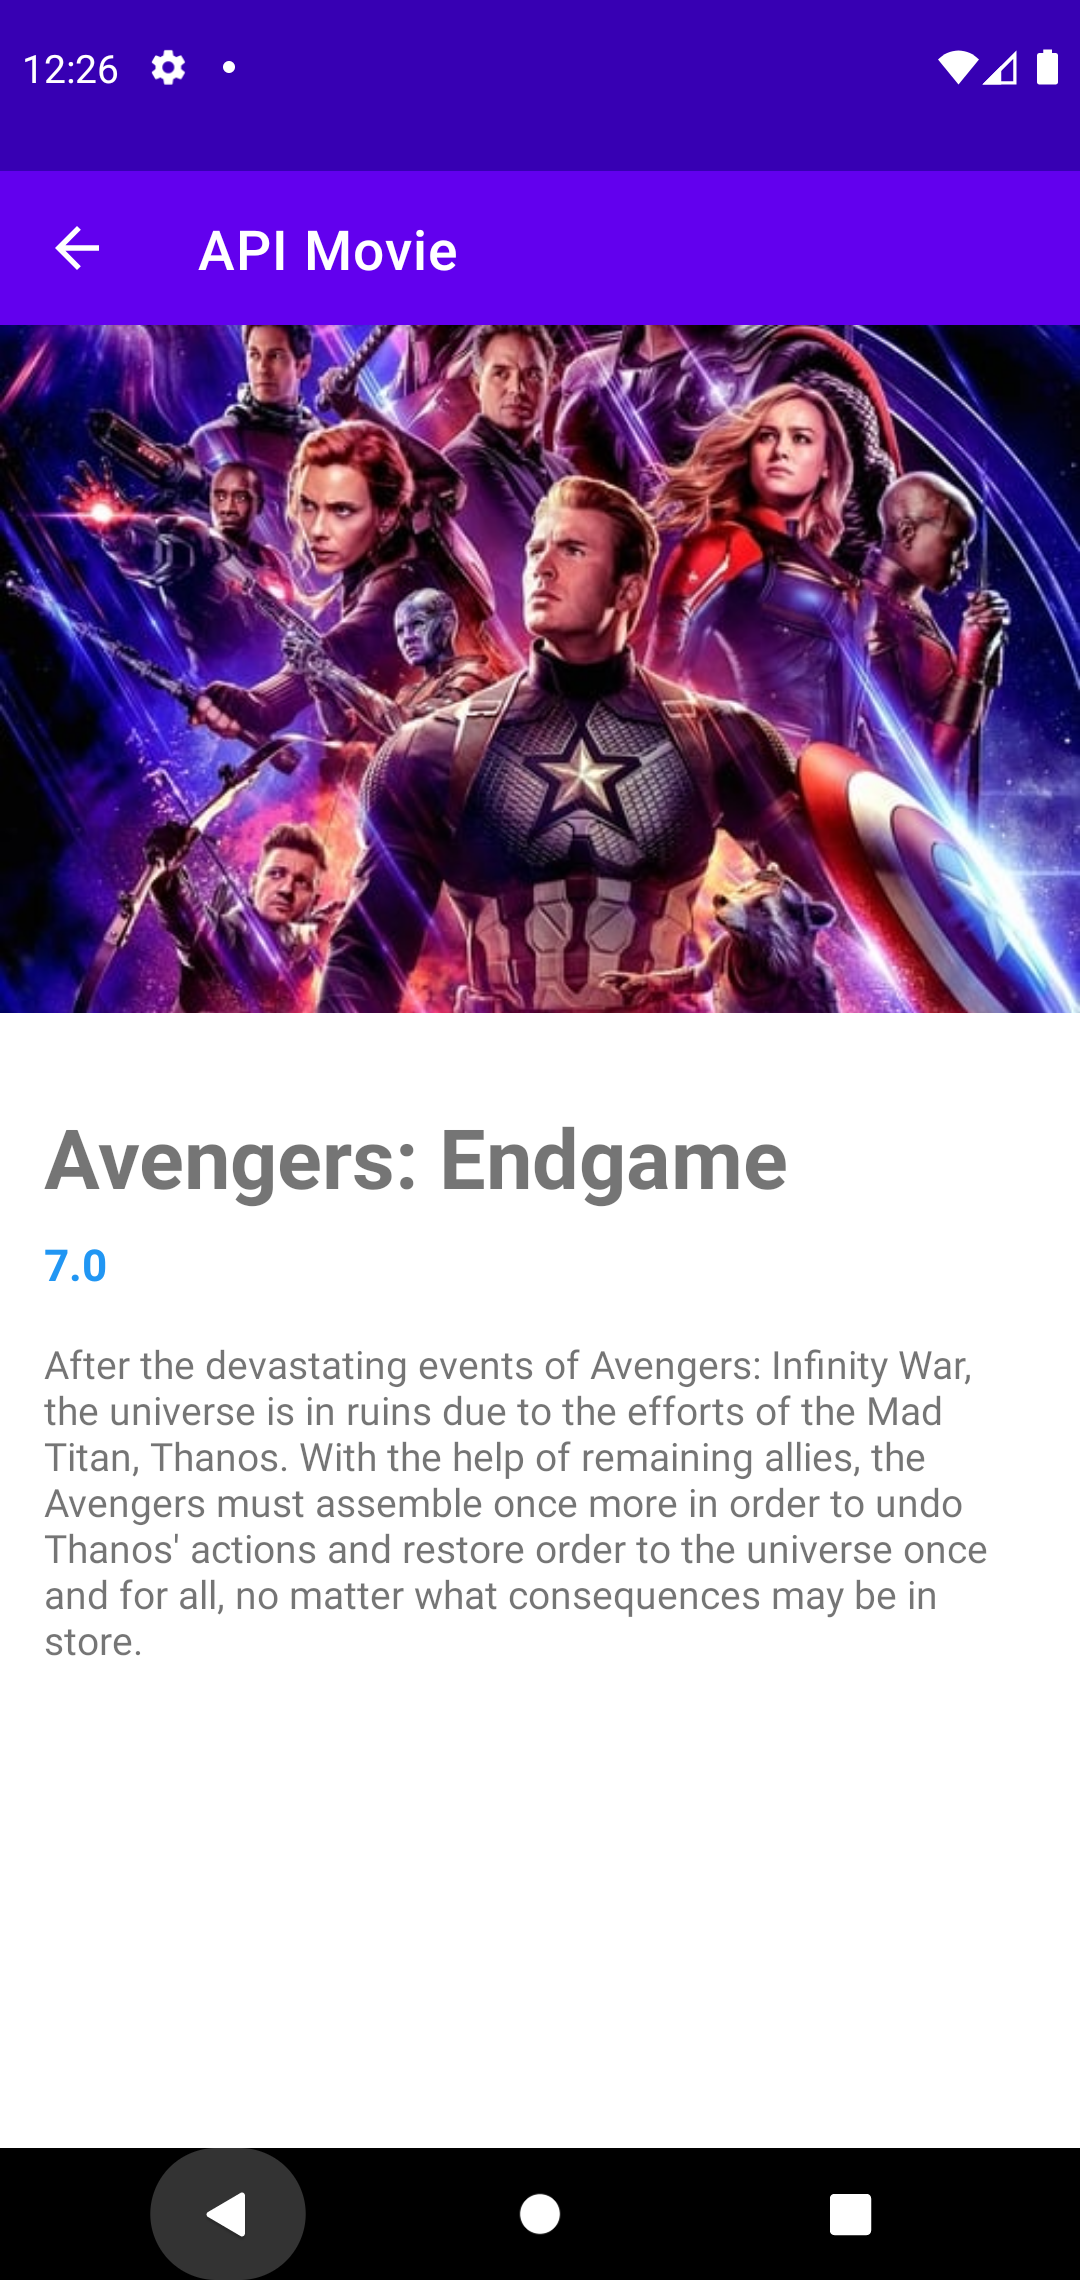 12:26
API Movie
Avengers: Endgame
7.0
After the devastating events of Avengers: Infinity War,
the universe is in ruins due to the efforts of the Mad
Titan, Thanos. With the help of remaining allies, the
Avengers must assemble once more in order to undo
Thanos' actions and restore order to the universe once
and for all, no matter what consequences may be in
store.